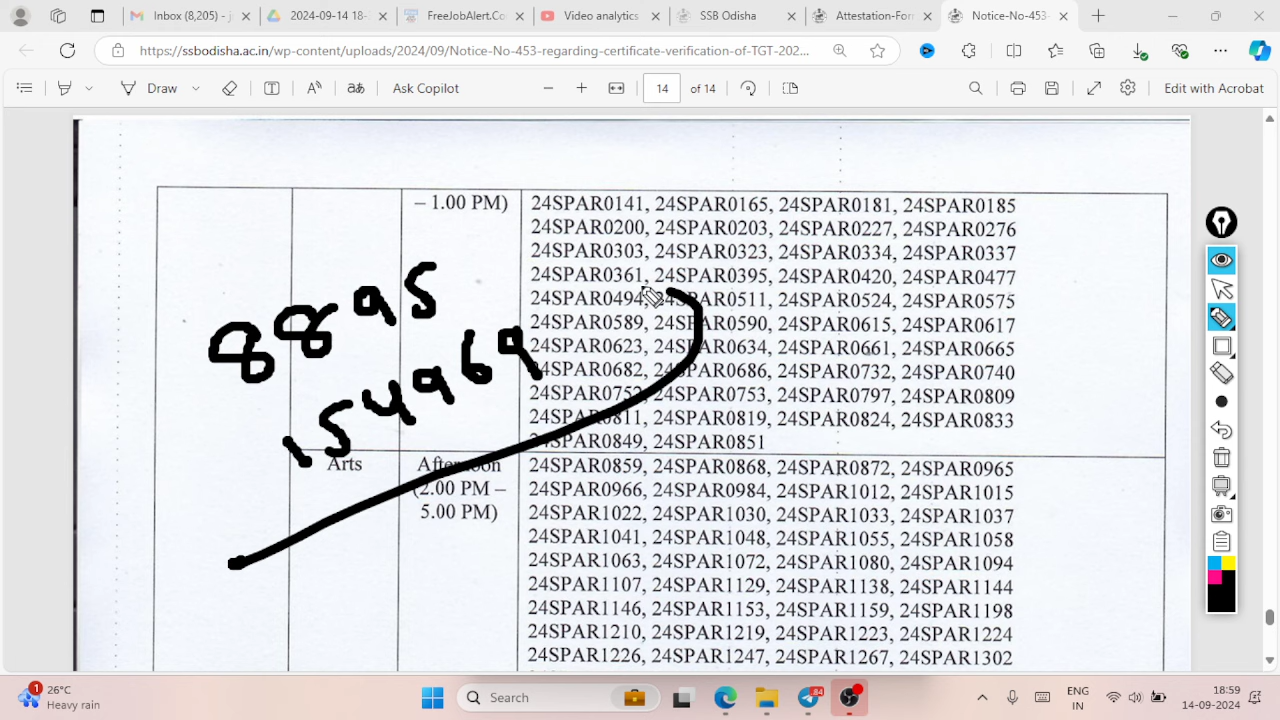 Inbox (8,205) - j
2024-09-14 18-
FreeJobAlert.Co
Video analytics
SSB Odisha
Attestation-For
Notice-No-453-
https://ssbodisha.ac.in/wp-content/uploads/2024/09/Notice-No-453-regarding-certificate-verification-of-TGT-202...
Draw
Ask Copilot
14 of 14
Edit with Acrobat
– 1.00 PM)
24SPAR0141, 24SPAR0165, 24SPAR0181, 24SPAR0185
24SPAR0200, 24SPAR0203, 24SPAR0227, 24SPAR0276
24SPAR0303, 24SPAR0323, 24SPAR0334, 24SPAR0337
24SPAR0361, 24SPAR0395, 24SPAR0420, 24SPAR0477
24SPAR0494, 24SPAR0511, 24SPAR0524, 24SPAR0575
24SPAR0589, 24SPAR0590, 24SPAR0615, 24SPAR0617
24SPAR0623, 24SPAR0634, 24SPAR0661, 24SPAR0665
24SPAR0682, 24SPAR0686, 24SPAR0732, 24SPAR0740
24SPAR0752, 24SPAR0753, 24SPAR0797, 24SPAR0809
24SPAR0811, 24SPAR0819, 24SPAR0824, 24SPAR0833
24SPAR0849, 24SPAR0851
8895
154969
Arts
Afternoon
(2.00 PM –
5.00 PM)
24SPAR0859, 24SPAR0868, 24SPAR0872, 24SPAR0965
24SPAR0966, 24SPAR0984, 24SPAR1012, 24SPAR1015
24SPAR1022, 24SPAR1030, 24SPAR1033, 24SPAR1037
24SPAR1041, 24SPAR1048, 24SPAR1055, 24SPAR1058
24SPAR1063, 24SPAR1072, 24SPAR1080, 24SPAR1094
24SPAR1107, 24SPAR1129, 24SPAR1138, 24SPAR1144
24SPAR1146, 24SPAR1153, 24SPAR1159, 24SPAR1198
24SPAR1210, 24SPAR1219, 24SPAR1223, 24SPAR1224
24SPAR1226, 24SPAR1247, 24SPAR1267, 24SPAR1302
1
26°C
Heavy rain
Search
84
ENG
IN
18:59
14-09-2024